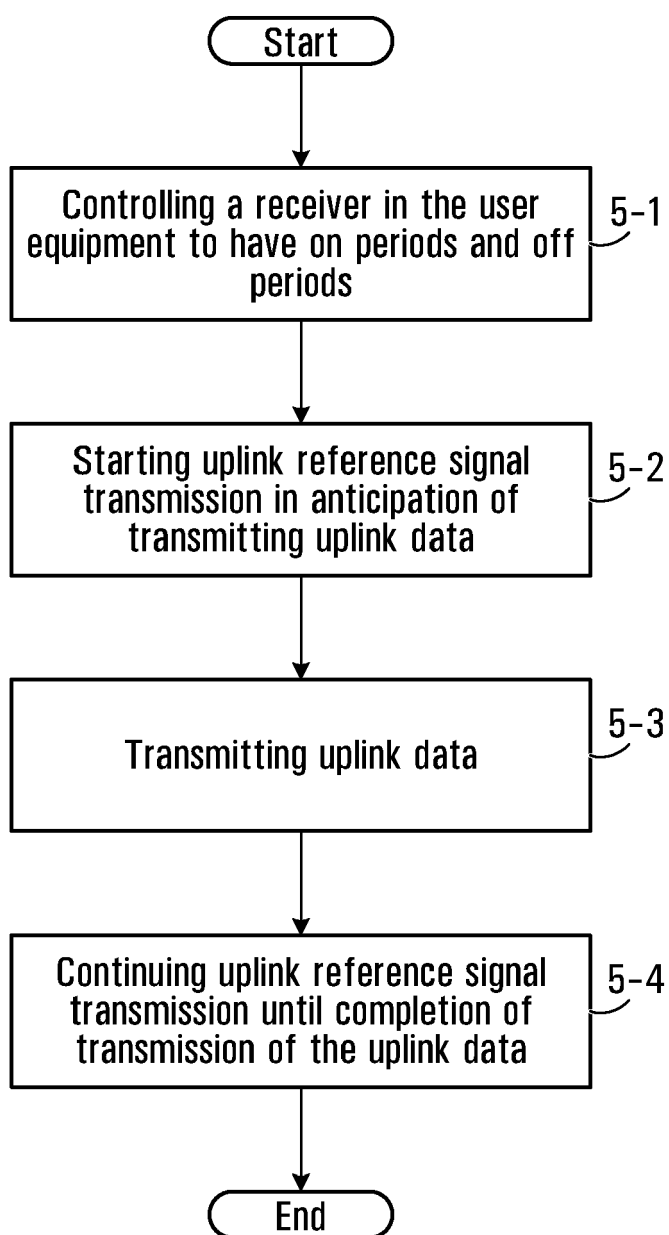 Start
Controlling a receiver in the user
equipment to have on periods and off
periods
5-1
Starting uplink reference signal
transmission in anticipation of
transmitting uplink data
5-2
Transmitting uplink data
5-3
Continuing uplink reference signal
transmission until completion of
transmission of the uplink data
5-4
End